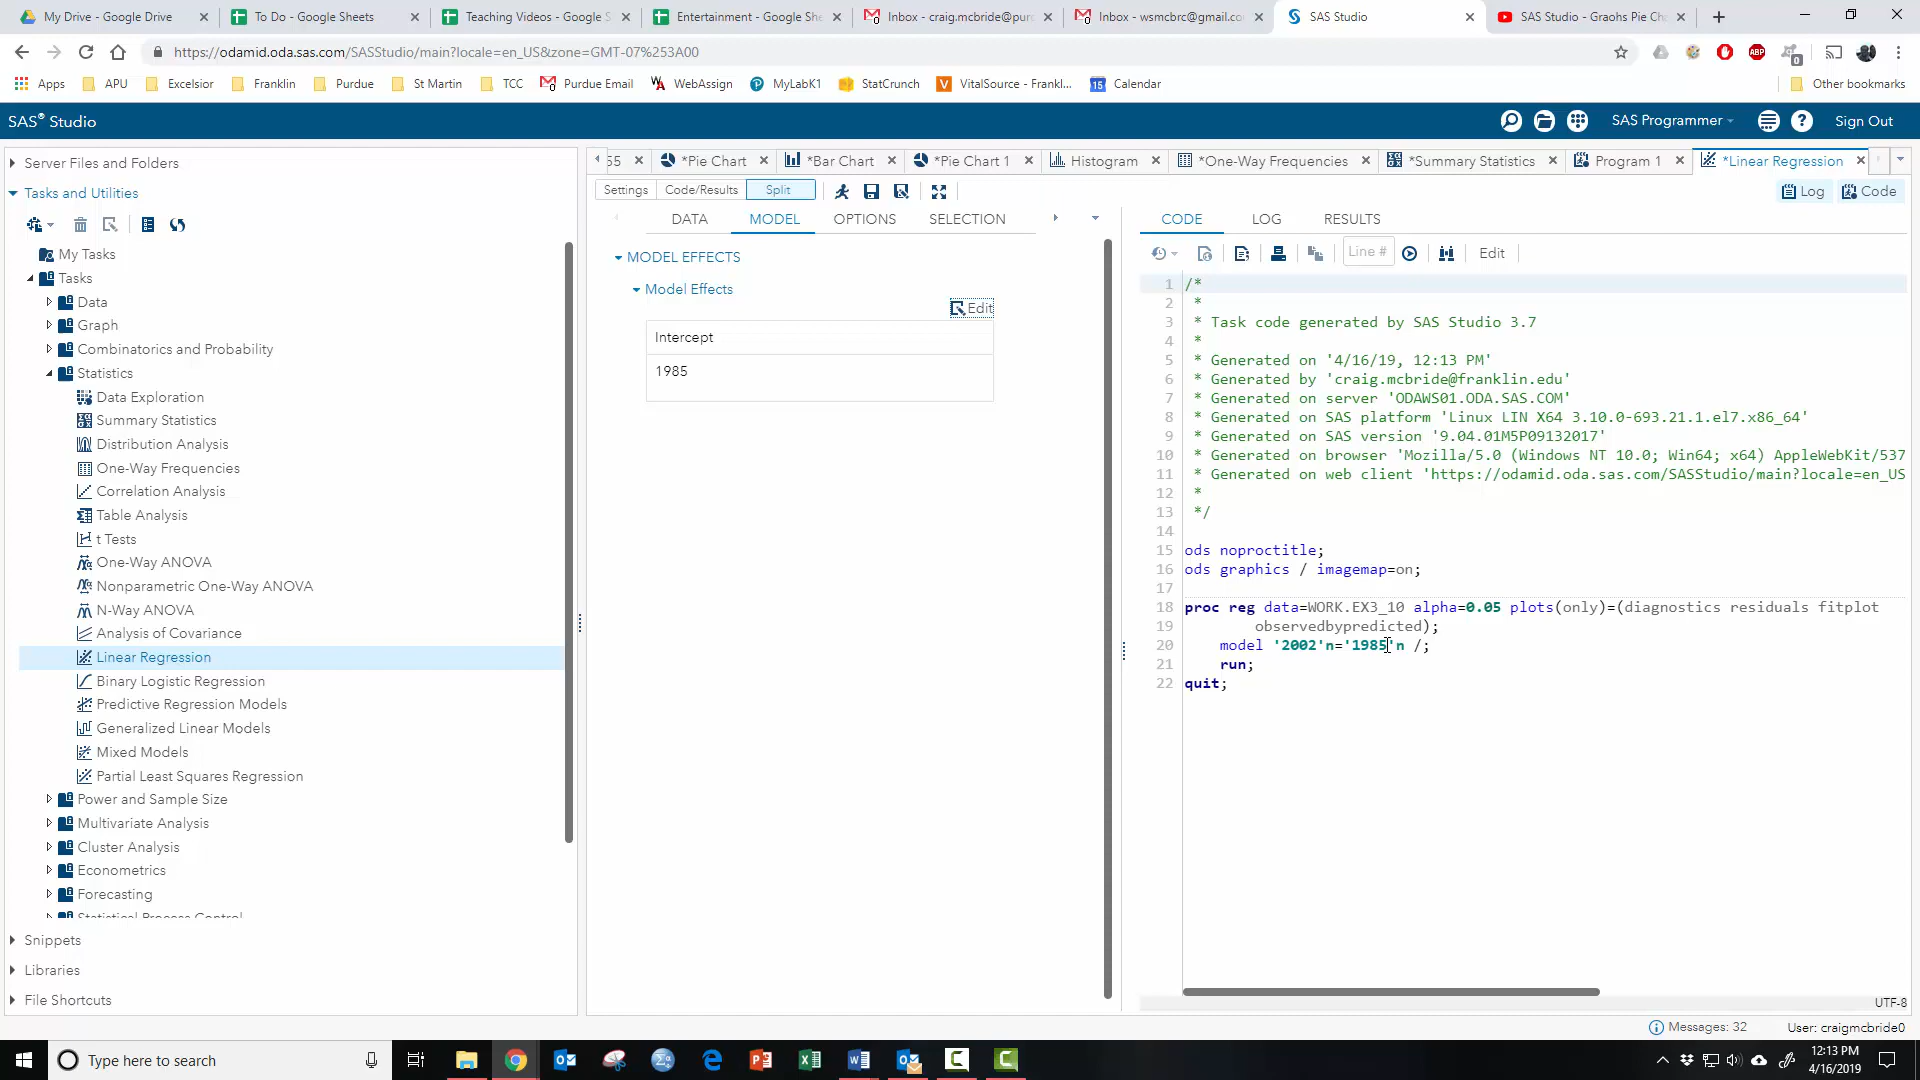 My Drive - Google Drive
To Do - Google Sheets
Teaching Videos - Google S
Entertainment - Google She
Inbox - craig.mcbride@pur
Inbox - wsmcbrc@gmail.co
SAS Studio
SAS Studio - Graohs Pie Ch
https://odamid.oda.sas.com/SASStudio/main?locale=en_US&zone=GMT-07%253A00
Apps
APU
Excelsior
Franklin
Purdue
St Martin
TCC
Purdue Email
WebAssign
MyLabK1
StatCrunch
VitalSource - Frankl...
Calendar
Other bookmarks
SAS® Studio
SAS Programmer
Sign Out
Server Files and Folders
Tasks and Utilities
My Tasks
Tasks
Data
Graph
Combinatorics and Probability
Statistics
Data Exploration
Summary Statistics
Distribution Analysis
One-Way Frequencies
Correlation Analysis
Table Analysis
t Tests
One-Way ANOVA
Nonparametric One-Way ANOVA
N-Way ANOVA
Analysis of Covariance
Linear Regression
Binary Logistic Regression
Predictive Regression Models
Generalized Linear Models
Mixed Models
Partial Least Squares Regression
Power and Sample Size
Multivariate Analysis
Cluster Analysis
Econometrics
Forecasting
Statistical Process Control
Snippets
Libraries
File Shortcuts
55
*Pie Chart
*Bar Chart
*Pie Chart 1
Histogram
*One-Way Frequencies
*Summary Statistics
Program 1
*Linear Regression
Settings
Code/Results
Split
Log
Code
DATA
MODEL
OPTIONS
SELECTION
MODEL EFFECTS
Model Effects
Edit
Intercept
1985
CODE
LOG
RESULTS
Line #
Edit
1 /*
2 *
3 * Task code generated by SAS Studio 3.7
4 *
5 * Generated on '4/16/19, 12:13 PM'
6 * Generated by 'craig.mcbride@franklin.edu'
7 * Generated on server 'ODAWS01.ODA.SAS.COM'
8 * Generated on SAS platform 'Linux LIN X64 3.10.0-693.21.1.el7.x86_64'
9 * Generated on SAS version '9.04.01M5P09132017'
10 * Generated on browser 'Mozilla/5.0 (Windows NT 10.0; Win64; x64) AppleWebKit/537
11 * Generated on web client 'https://odamid.oda.sas.com/SASStudio/main?locale=en_US
12 *
13 */
14
15 ods noproctitle;
16 ods graphics / imagemap=on;
17
18 proc reg data=WORK.EX3_10 alpha=0.05 plots(only)=(diagnostics residuals fitplot
19 observedbypredicted);
20 model '2002'n='1985'n /;
21 run;
22 quit;
UTF-8
Messages: 32
User: craigmcbride0
Type here to search
12:13 PM
4/16/2019